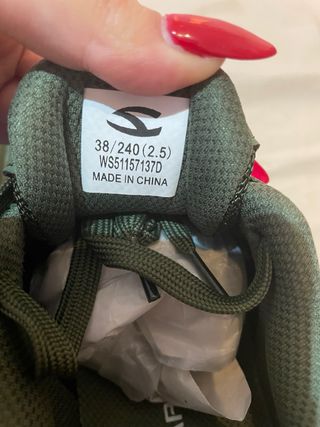 38/240(2.5)
WS51157137D
MADE IN CHINA